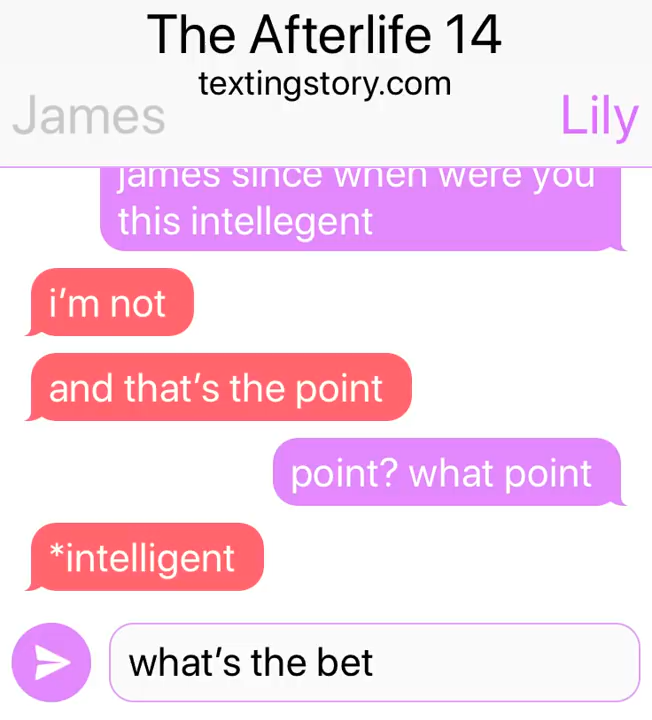 The Afterlife 14
textingstory.com
James
Lily
james since when were you
this intellegent
i'm not
and that's the point
point? what point
*intelligent
what's the bet